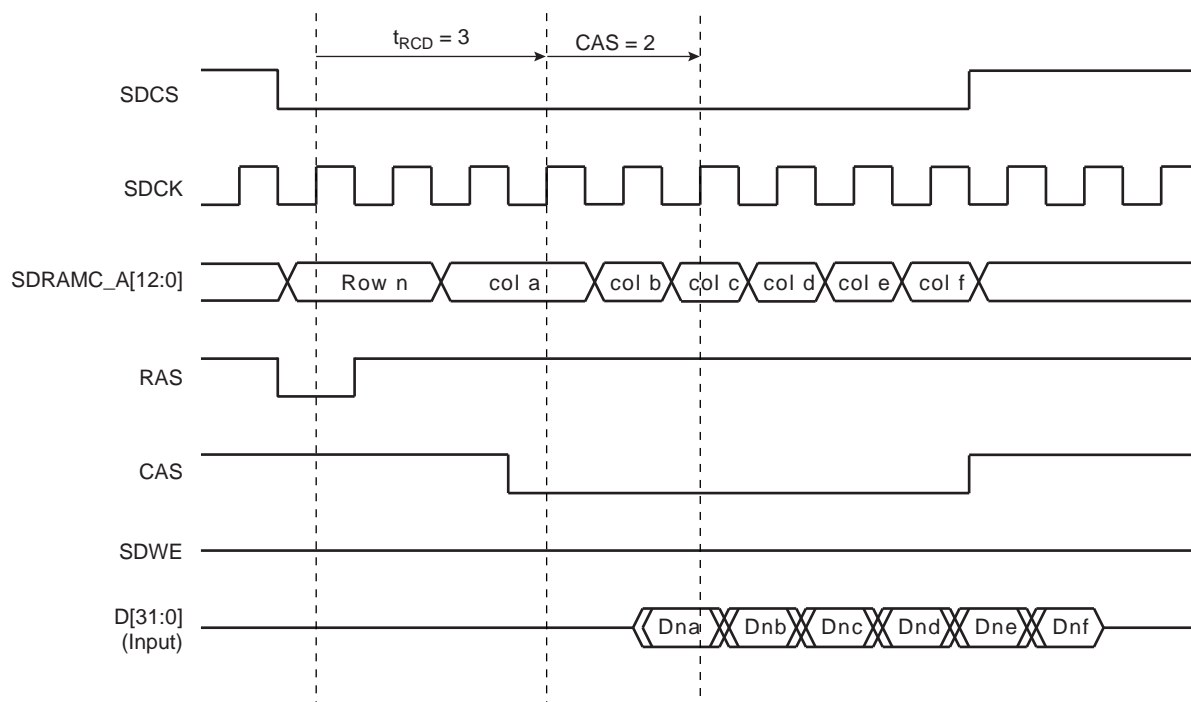 tRCD = 3
CAS = 2
SDCS
SDCK
SDRAMC_A[12:0]
Row n
col a
col b
col c
col d
col e
col f
RAS
CAS
SDWE
D[31:0]
(Input)
Dna
Dnb
Dnc
Dnd
Dne
Dnf